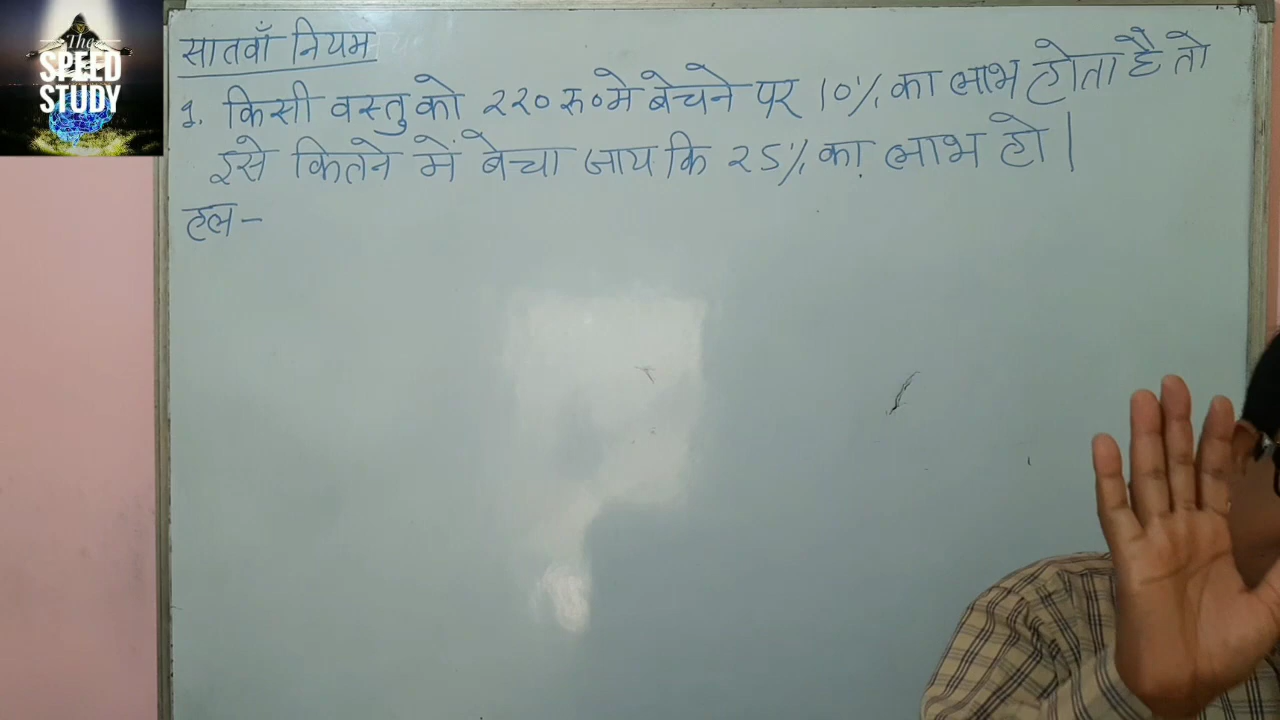 The
SPEED
STUDY
सातवाँ नियम
1. किसी वस्तु को २२० रु० में बेचने पर 10% का लाभ होता है तो
इसे कितने में बेचा जाय कि २5% का लाभ हो |
हल -